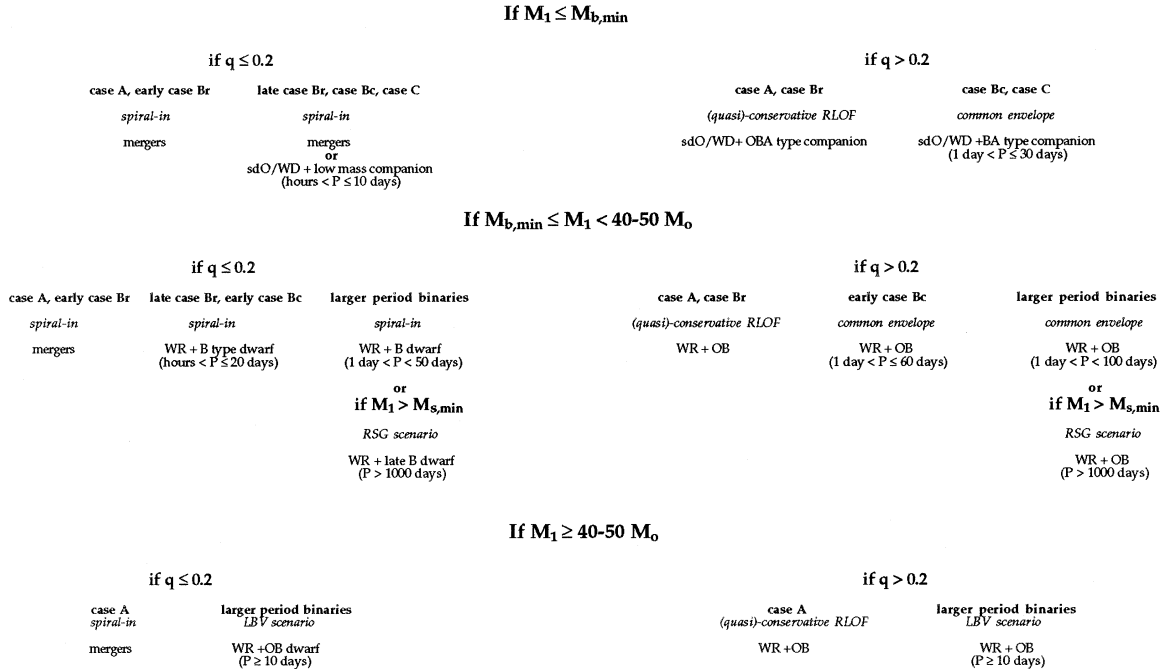 If M₁ ≤ M_b,min
if q ≤ 0.2 if q > 0.2
case A, early case Br late case Br, case Bc, case C case A, case Br case Bc, case C
spiral-in spiral-in (quasi)-conservative RLOF common envelope
mergers mergers sdO/WD+ OBA type companion sdO/WD +BA type companion
or (1 day < P ≤ 30 days)
sdO/WD + low mass companion
(hours < P ≤ 10 days)
If M_b,min ≤ M₁ < 40-50 M_o
if q ≤ 0.2 if q > 0.2
case A, early case Br late case Br, early case Bc larger period binaries case A, case Br early case Bc larger period binaries
spiral-in spiral-in spiral-in (quasi)-conservative RLOF common envelope common envelope
mergers WR + B type dwarf WR + B dwarf WR + OB WR + OB WR + OB
(hours < P ≤ 20 days) (1 day < P < 50 days) (1 day < P ≤ 60 days) (1 day < P < 100 days)
or or
if M₁ > M_s,min if M₁ > M_s,min
RSG scenario RSG scenario
WR + late B dwarf WR + OB
(P > 1000 days) (P > 1000 days)
If M₁ ≥ 40-50 M_o
if q ≤ 0.2 if q > 0.2
case A larger period binaries case A larger period binaries
spiral-in LBV scenario (quasi)-conservative RLOF LBV scenario
mergers WR +OB dwarf WR +OB WR + OB
(P ≥ 10 days) (P ≥ 10 days)